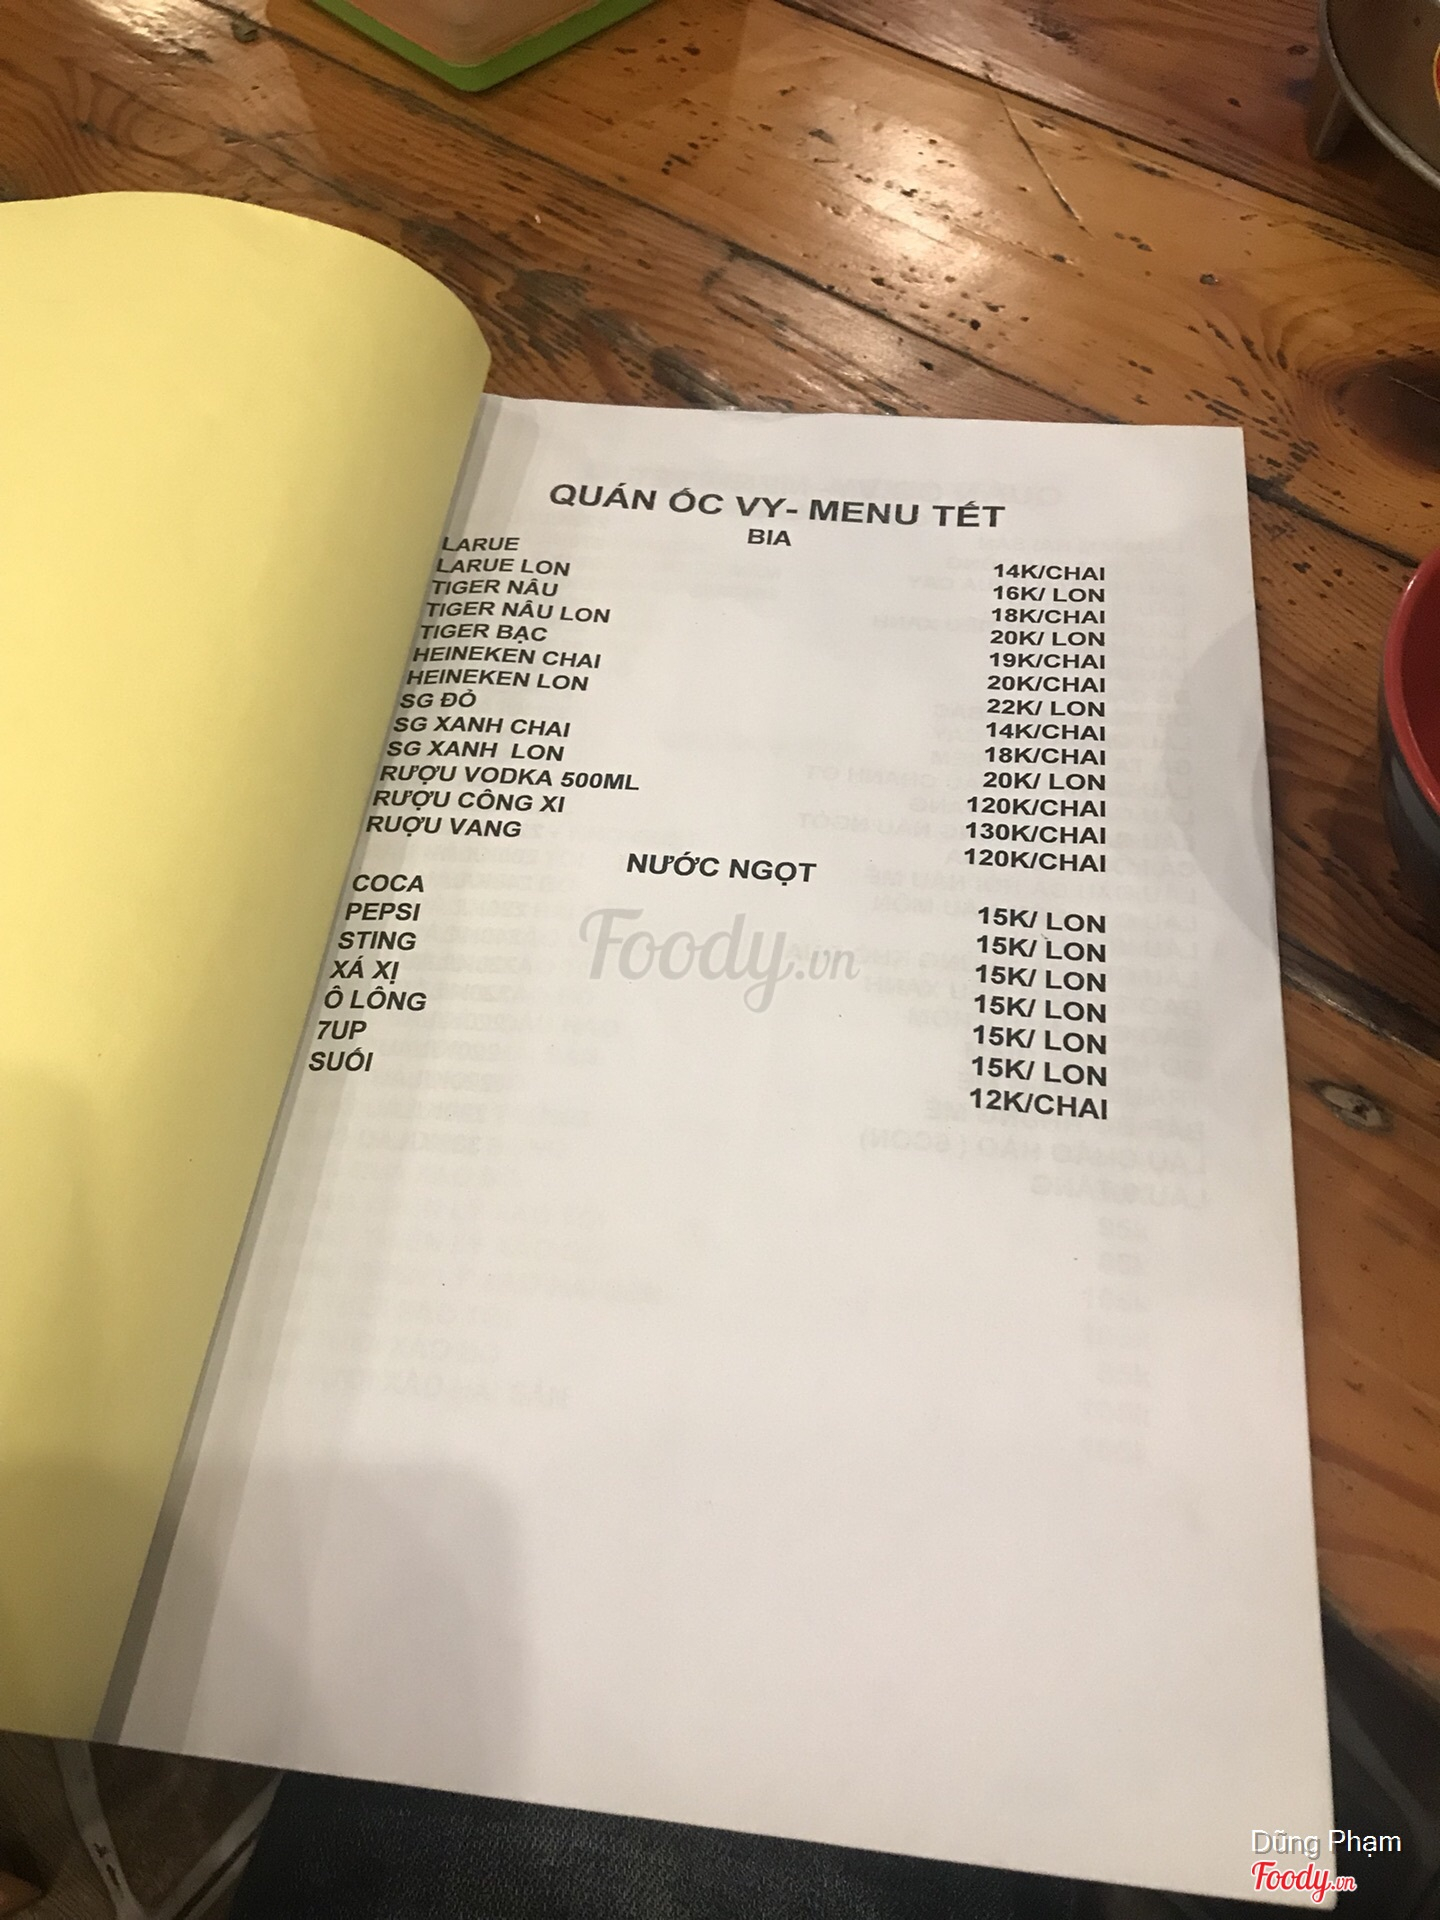 QUÁN ỐC VY- MENU TẾT
BIA
LARUE 14K/CHAI
LARUE LON 16K/ LON
TIGER NÂU 18K/CHAI
TIGER NÂU LON 20K/ LON
TIGER BẠC 19K/CHAI
HEINEKEN CHAI 20K/CHAI
HEINEKEN LON 22K/ LON
SG ĐỎ 14K/CHAI
SG XANH CHAI 18K/CHAI
SG XANH LON 20K/ LON
RƯỢU VODKA 500ML 120K/CHAI
RƯỢU CÔNG XI 130K/CHAI
RUỢU VANG 120K/CHAI
NƯỚC NGỌT
COCA 15K/ LON
PEPSI 15K/ LON
STING 15K/ LON
XÁ XỊ 15K/ LON
Ô LÔNG 15K/ LON
7UP 15K/ LON
SUỐI 12K/CHAI
Foody.vn
Dũng Phạm
Foody.vn